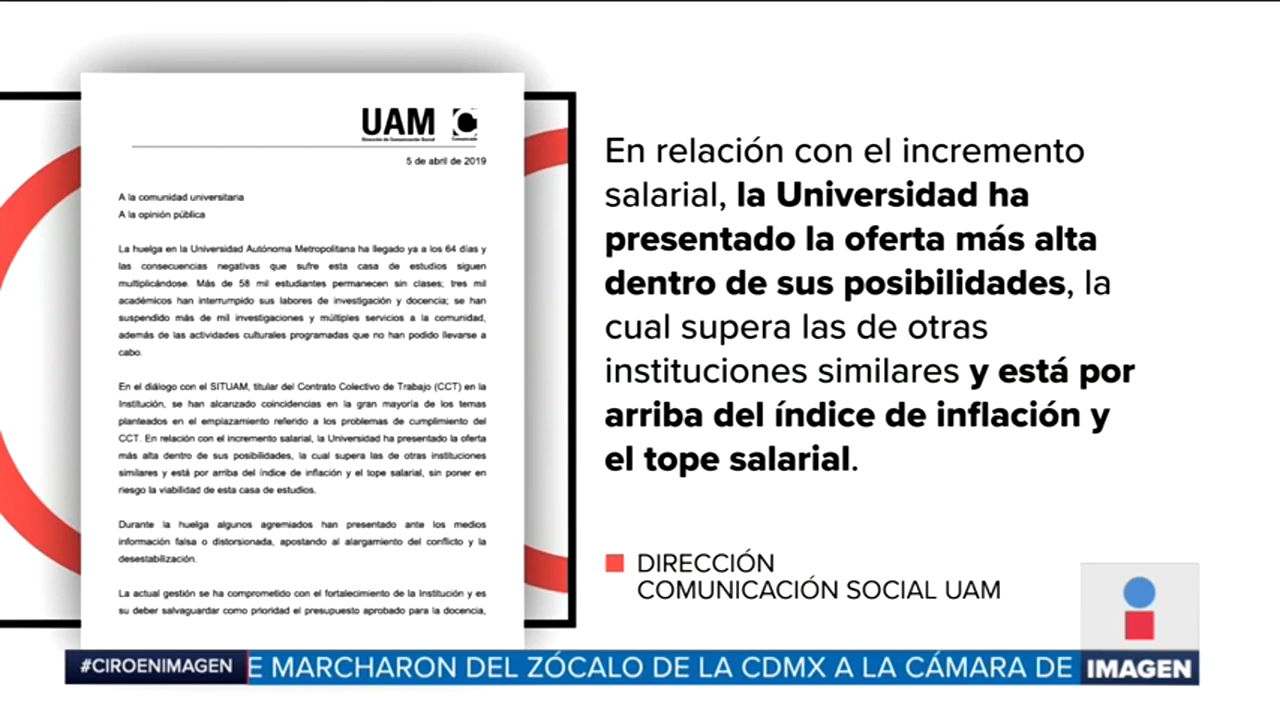 UAM
Dirección de Comunicación Social
Comunicado
5 de abril de 2019
A la comunidad universitaria
A la opinión pública
La huelga en la Universidad Autónoma Metropolitana ha llegado ya a los 64 días y
las consecuencias negativas que sufre esta casa de estudios siguen
multiplicándose. Más de 58 mil estudiantes permanecen sin clases; tres mil
académicos han interrumpido sus labores de investigación y docencia; se han
suspendido más de mil investigaciones y múltiples servicios a la comunidad,
además de las actividades culturales programadas que no han podido llevarse a
cabo.
En el diálogo con el SITUAM, titular del Contrato Colectivo de Trabajo (CCT) en la
Institución, se han alcanzado coincidencias en la gran mayoría de los temas
planteados en el emplazamiento referido a los problemas de cumplimiento del
CCT. En relación con el incremento salarial, la Universidad ha presentado la oferta
más alta dentro de sus posibilidades, la cual supera las de otras instituciones
similares y está por arriba del índice de inflación y el tope salarial, sin poner en
riesgo la viabilidad de esta casa de estudios.
Durante la huelga algunos agremiados han presentado ante los medios
información falsa o distorsionada, apostando al alargamiento del conflicto y la
desestabilización.
La actual gestión se ha comprometido con el fortalecimiento de la Institución y es
su deber salvaguardar como prioridad el presupuesto aprobado para la docencia,
En relación con el incremento
salarial, la Universidad ha
presentado la oferta más alta
dentro de sus posibilidades, la
cual supera las de otras
instituciones similares y está por
arriba del índice de inflación y
el tope salarial.
DIRECCIÓN
COMUNICACIÓN SOCIAL UAM
#CIROENIMAGEN
E MARCHARON DEL ZÓCALO DE LA CDMX A LA CÁMARA DE
IMAGEN